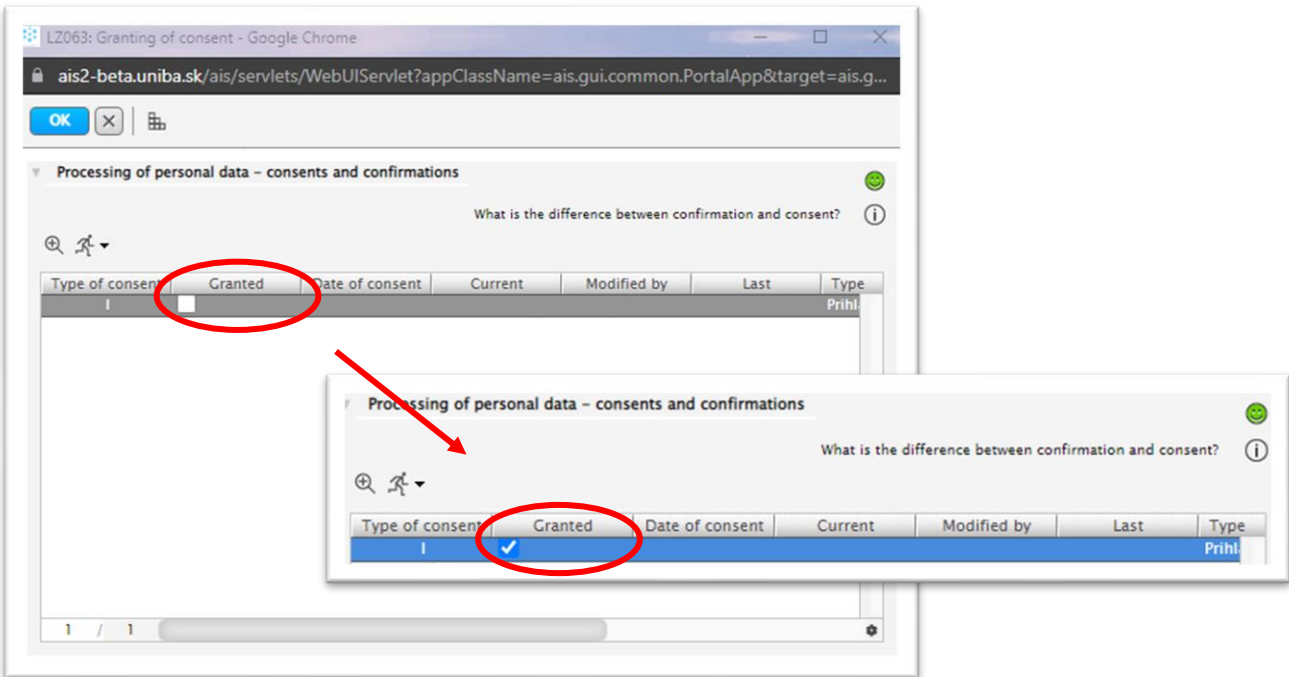 LZ063: Granting of consent - Google Chrome
ais2-beta.uniba.sk/ais/servlets/WebUIServlet?appClassName=ais.gui.common.PortalApp&target=ais.g...
OK
Processing of personal data – consents and confirmations
What is the difference between confirmation and consent?
Type of consent Granted Date of consent Current Modified by Last Type
I Prihl
1 / 1
Processing of personal data – consents and confirmations
What is the difference between confirmation and consent?
Type of consent Granted Date of consent Current Modified by Last Type
I Prihl